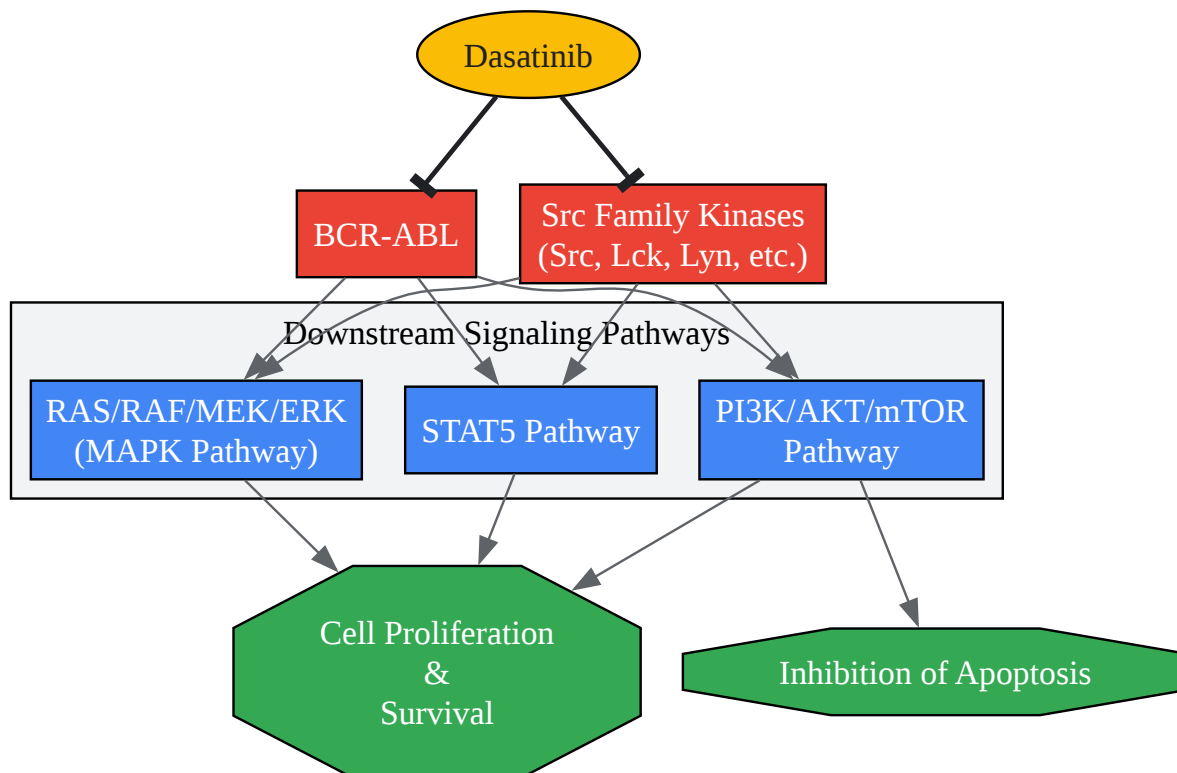 Dasatinib
BCR-ABL
Src Family Kinases
(Src, Lck, Lyn, etc.)
Downstream Signaling Pathways
RAS/RAF/MEK/ERK
(MAPK Pathway)
STAT5 Pathway
PI3K/AKT/mTOR
Pathway
Cell Proliferation
&
Survival
Inhibition of Apoptosis